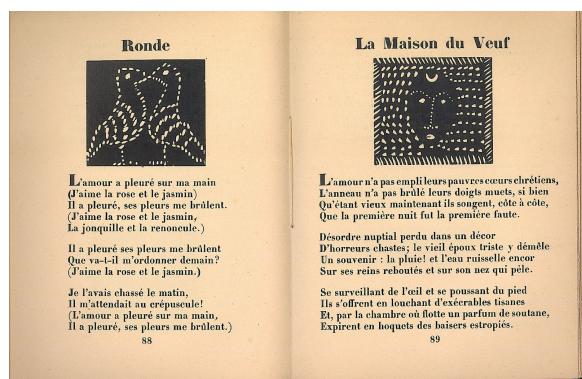 Ronde
L'amour a pleuré sur ma main
(J'aime la rose et le jasmin)
Il a pleuré, ses pleurs me brûlent.
(J'aime la rose et le jasmin,
La jonquille et la renoncule.)
Il a pleuré ses pleurs me brûlent
Que va-t-il m'ordonner demain?
(J'aime la rose et le jasmin.)
Je l'avais chassé le matin,
Il m'attendait au crépuscule!
(L'amour a pleuré sur ma main,
Il a pleuré, ses pleurs me brûlent.)
88
La Maison du Veuf
L'amour n'a pas empli leurs pauvres cœurs chrétiens,
L'anneau n'a pas brûlé leurs doigts muets, si bien
Qu'étant vieux maintenant ils songent, côte à côte,
Que la première nuit fut la première faute.
Désordre nuptial perdu dans un décor
D'horreurs chastes; le vieil époux triste y démêle
Un souvenir : la pluie! et l'eau ruisselle encor
Sur ses reins reboutés et sur son nez qui pèle.
Se surveillant de l'œil et se poussant du pied
Ils s'offrent en louchant d'exécrables tisanes
Et, par la chambre où flotte un parfum de soutane,
Expirent en hoquets des baisers estropiés.
89